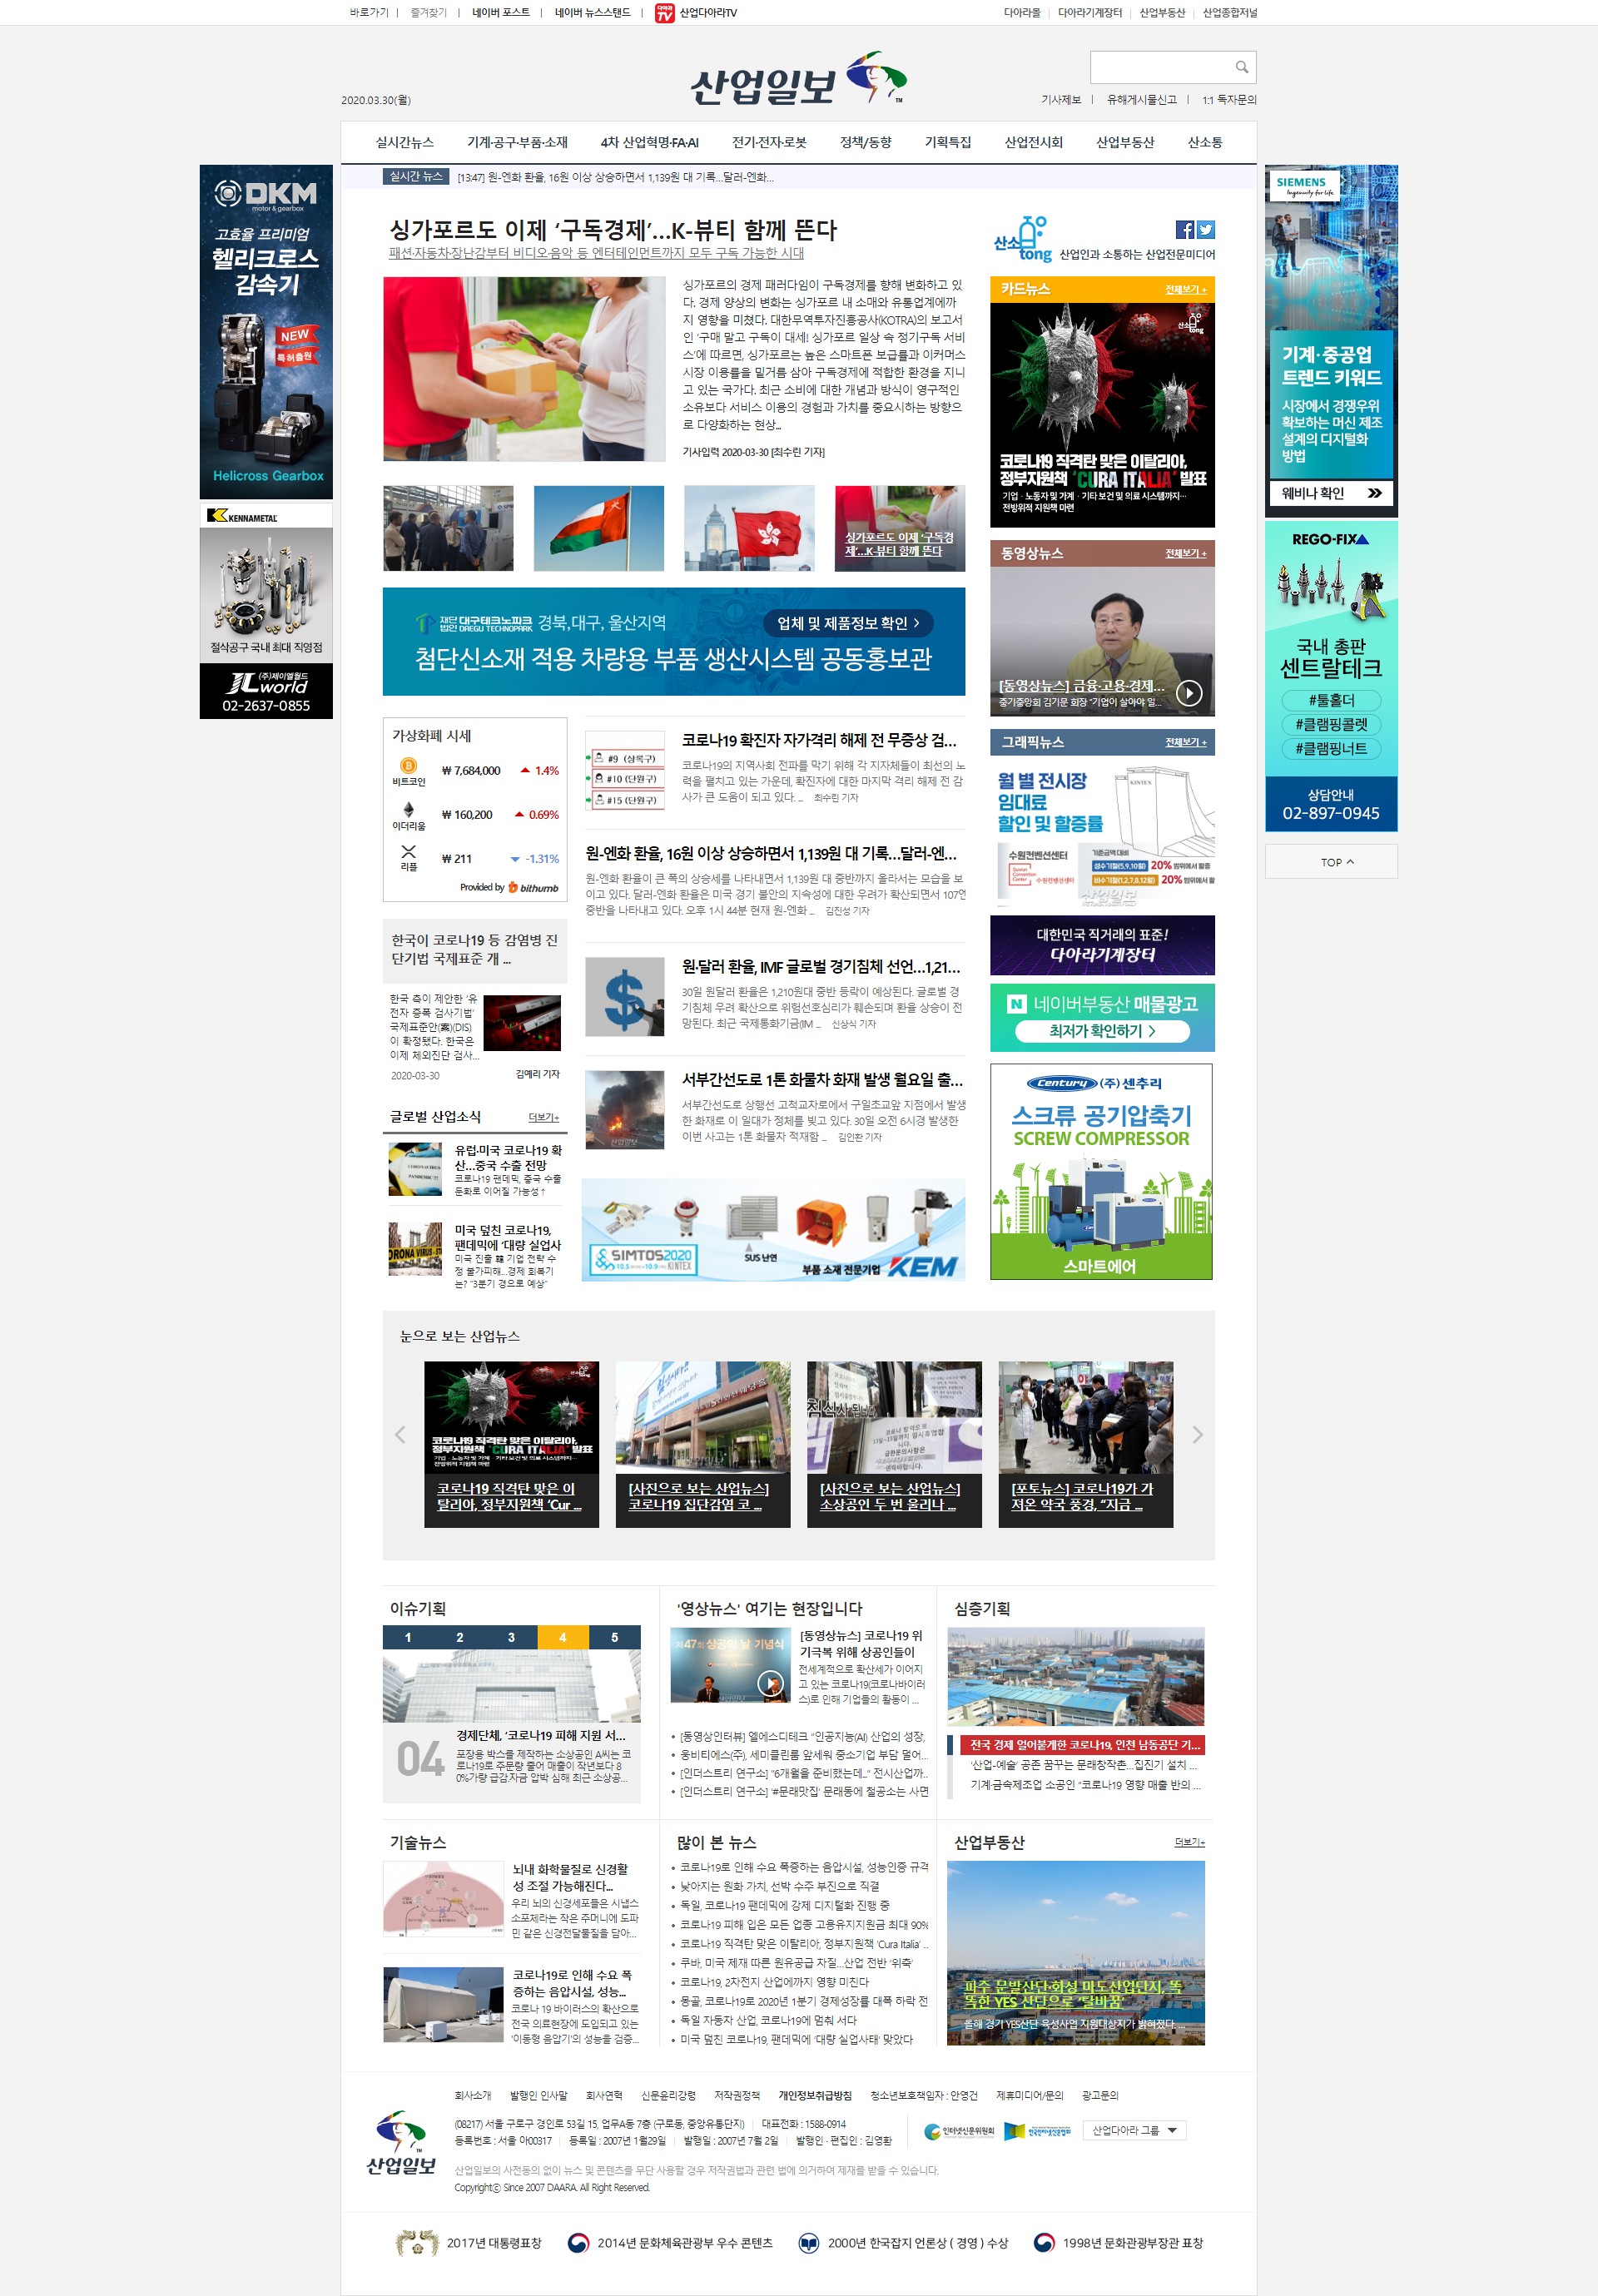 바로가기 | 즐겨찾기 | 네이버 포스트 | 네이버 뉴스스탠드 | 다아라 TV 산업다아라TV
다아라몰 | 다아라기계장터 | 산업부동산 | 산업종합저널
2020.03.30(월)
산업일보 TM
기사제보 | 유해게시물신고 | 1:1 독자문의
실시간뉴스 기계·공구·부품·소재 4차 산업혁명·FA·AI 전기·전자·로봇 정책/동향 기획특집 산업전시회 산업부동산 산소통
실시간 뉴스 [13:47] 원-엔화 환율, 16원 이상 상승하면서 1,139원 대 기록…달러-엔화...
DKM
motor & gearbox
고효율 프리미엄
헬리크로스
감속기
NEW
특허출원
Helicross Gearbox
KENNAMETAL
절삭공구 국내 최대 직영점
(주)제이엘월드
JL world
02-2637-0855
싱가포르도 이제 ‘구독경제’…K-뷰티 함께 뜬다
패션·자동차·장난감부터 비디오·음악 등 엔터테인먼트까지 모두 구독 가능한 시대
싱가포르의 경제 패러다임이 구독경제를 향해 변화하고 있
다. 경제 양상의 변화는 싱가포르 내 소매와 유통업계에까
지 영향을 미쳤다. 대한무역투자진흥공사(KOTRA)의 보고서
인 ‘구매 말고 구독이 대세! 싱가포르 일상 속 정기구독 서비
스’에 따르면, 싱가포르는 높은 스마트폰 보급률과 이커머스
시장 이용률을 밑거름 삼아 구독경제에 적합한 환경을 지니
고 있는 국가다. 최근 소비에 대한 개념과 방식이 영구적인
소유보다 서비스 이용의 경험과 가치를 중요시하는 방향으
로 다양화하는 현상...
기사입력 2020-03-30 [최수린 기자]
싱가포르도 이제 ‘구독경
제’…K-뷰티 함께 뜬다
재단법인 대구테크노파크 DAEGU TECHNOPARK 경북, 대구, 울산지역
업체 및 제품정보 확인 >
첨단신소재 적용 차량용 부품 생산시스템 공동홍보관
가상화폐 시세
비트코인 ₩ 7,684,000 ▲ 1.4%
이더리움 ₩ 160,200 ▲ 0.69%
리플 ₩ 211 ▼ -1.31%
Provided by bithumb
한국이 코로나19 등 감염병 진
단기법 국제표준 개 ...
한국 측이 제안한 ‘유
전자 증폭 검사기법’
국제표준안(案)(DIS)
이 확정됐다. 한국은
이제 체외진단 검사...
2020-03-30 김예리 기자
글로벌 산업소식 더보기+
유럽·미국 코로나19 확
산…중국 수출 전망
코로나19 팬데믹, 중국 수출
둔화로 이어질 가능성↑
미국 덮친 코로나19,
팬데믹에 ‘대량 실업사
미국 진출 韓 기업 전략 수
정 불가피해…경제 회복기
는? “3분기 경으로 예상”
#9 (상록구)
#10 (단원구)
#15 (단원구)
코로나19 확진자 자가격리 해제 전 무증상 검...
코로나19의 지역사회 전파를 막기 위해 각 지자체들이 최선의 노
력을 펼치고 있는 가운데, 확진자에 대한 마지막 격리 해제 전 감
사가 큰 도움이 되고 있다. ... 최수린 기자
원-엔화 환율, 16원 이상 상승하면서 1,139원 대 기록…달러-엔...
원-엔화 환율이 큰 폭의 상승세를 나타내면서 1,139원 대 중반까지 올라서는 모습을 보
이고 있다. 달러-엔화 환율은 미국 경기 불안의 지속성에 대한 우려가 확산되면서 107엔
중반을 나타내고 있다. 오후 1시 44분 현재 원-엔화 ... 김진성 기자
원·달러 환율, IMF 글로벌 경기침체 선언…1,21...
30일 원달러 환율은 1,210원대 중반 등락이 예상된다. 글로벌 경
기침체 우려 확산으로 위험선호심리가 훼손되며 환율 상승이 전
망된다. 최근 국제통화기금(IM ... 신상식 기자
서부간선도로 1톤 화물차 화재 발생 월요일 출...
서부간선도로 상행선 고척교차로에서 구일초교앞 지점에서 발생
한 화재로 이 일대가 정체를 빚고 있다. 30일 오전 6시경 발생한
이번 사고는 1톤 화물차 적재함 ... 김인환 기자
SIMTOS2020
KINTEX
SUS 난연
부품 소재 전문기업 KEM
산소tong 산업인과 소통하는 산업전문미디어
카드뉴스 전체보기 +
코로나19 직격탄 맞은 이탈리아,
정부지원책 ‘CURA ITALIA’ 발표
기업 · 노동자 및 가계 · 기타 보건 및 의료 시스템까지…
전방위적 지원책 마련
동영상뉴스 전체보기 +
[동영상뉴스] 금융·고용·경제...
중기중앙회 김기문 회장 “기업이 살아야 일...
그래픽뉴스 전체보기 +
월 별 전시장
임대료
할인 및 할증률
KINTEX
수원컨벤션센터
기준금액 대비
성수기(5,9,10월) 20% 범위에서 할증
비수기(1,2,7,8,12월) 20% 범위에서 할
대한민국 직거래의 표준!
다아라기계장터
N 네이버부동산 매물광고
최저가 확인하기 >
Century (주)센추리
스크류 공기압축기
SCREW COMPRESSOR
스마트에어
SIEMENS
Ingenuity for life
기계·중공업
트렌드 키워드
시장에서 경쟁우위
확보하는 머신 제조
설계의 디지털화
방법
웨비나 확인 »
REGO-FIX
국내 총판
센트랄테크
#툴홀더
#클램핑콜렛
#클램핑너트
상담안내
02-897-0945
TOP
눈으로 보는 산업뉴스
코로나19 직격탄 맞은 이탈리아,
정부지원책 ‘CURA ITALIA’ 발표
코로나19 직격탄 맞은 이
탈리아, 정부지원책 ‘Cur ...
[사진으로 보는 산업뉴스]
코로나19 집단감염 코 ...
[사진으로 보는 산업뉴스]
소상공인 두 번 울리나 ...
[포토뉴스] 코로나19가 가
져온 약국 풍경, “지금 ...
이슈기획
1 2 3 4 5
04
경제단체, ‘코로나19 피해 지원 서...
포장용 박스를 제작하는 소상공인 A씨는 코
로나19로 주문량 줄어 매출이 작년보다 8
0%가량 급감자금 압박 심해 최근 소상공...
'영상뉴스' 여기는 현장입니다
제47회 상공의 날 기념식
[동영상뉴스] 코로나19 위
기극복 위해 상공인들이
전세계적으로 확산세가 이어지
고 있는 코로나19(코로나바이러
스)로 인해 기업들의 활동이 ...
[동영상인터뷰] 엘에스디테크 “인공지능(AI) 산업의 성장,
웅비티에스(주), 세미클린룸 앞세워 중소기업 부담 덜어...
[인더스트리 연구소] “6개월을 준비했는데...” 전시산업까...
[인더스트리 연구소] ‘#문래맛집’ 문래동에 철공소는 사면
심층기획
전국 경제 얼어붙게한 코로나19, 인천 남동공단 기...
‘산업-예술’ 공존 꿈꾸는 문래창작촌…집진기 설치 ...
기계·금속제조업 소공인 “코로나19 영향 매출 반의 ...
기술뉴스
뇌내 화학물질로 신경활
성 조절 가능해진다...
우리 뇌의 신경세포들은 시냅스
소포체라는 작은 주머니에 도파
민 같은 신경전달물질을 담아...
코로나19로 인해 수요 폭
증하는 음압시설, 성능...
코로나 19 바이러스의 확산으로
전국 의료현장에 도입되고 있는
‘이동형 음압기’의 성능을 검증...
많이 본 뉴스
코로나19로 인해 수요 폭증하는 음압시설, 성능인증 규격
낮아지는 원화 가치, 선박 수주 부진으로 직결
독일, 코로나19 팬데믹에 강제 디지털화 진행 중
코로나19 피해 입은 모든 업종 고용유지지원금 최대 90%
코로나19 직격탄 맞은 이탈리아, 정부지원책 ‘Cura Italia’ ...
쿠바, 미국 제재 따른 원유공급 차질…산업 전반 ‘위축’
코로나19, 2차전지 산업에까지 영향 미친다
몽골, 코로나19로 2020년 1분기 경제성장률 대폭 하락 전
독일 자동차 산업, 코로나19에 멈춰 서다
미국 덮친 코로나19, 팬데믹에 ‘대량 실업사태’ 맞았다
산업부동산 더보기+
파주 문발산단·화성 마도산업단지, 똑
똑한 YES 산단으로 ‘탈바꿈’
올해 경기 YES산단 육성사업 지원대상지가 밝혀졌다. ...
회사소개 발행인 인사말 회사연혁 신문윤리강령 저작권정책 개인정보취급방침 청소년보호책임자 : 안영건 제휴미디어/문의 광고문의
산업일보
(08217) 서울 구로구 경인로 53길 15, 업무A동 7층 (구로동, 중앙유통단지) | 대표전화 : 1588-0914
등록번호 : 서울 아00317 | 등록일 : 2007년 1월29일 | 발행일 : 2007년 7월 2일 | 발행인 · 편집인 : 김영환
인터넷신문위원회
산업다아라 그룹 ▼
산업일보의 사전동의 없이 뉴스 및 콘텐츠를 무단 사용할 경우 저작권법과 관련 법에 의거하여 제재를 받을 수 있습니다.
Copyrightⓒ Since 2007 DAARA. All Right Reserved.
2017년 대통령표창 2014년 문화체육관광부 우수 콘텐츠 2000년 한국잡지 언론상 ( 경영 ) 수상 1998년 문화관광부장관 표창